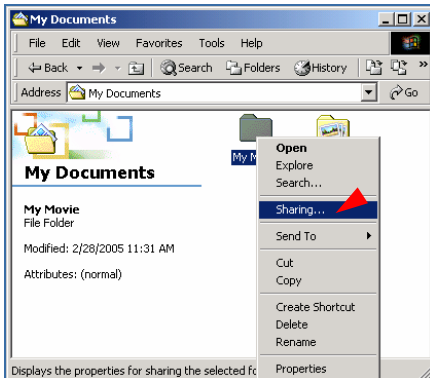 My Documents
File Edit View Favorites Tools Help
Back Search Folders History »
Address My Documents Go
My Documents
My Movie
File Folder
Modified: 2/28/2005 11:31 AM
Attributes: (normal)
My M
Open
Explore
Search...
Sharing...
Send To
Cut
Copy
Create Shortcut
Delete
Rename
Properties
Displays the properties for sharing the selected fo